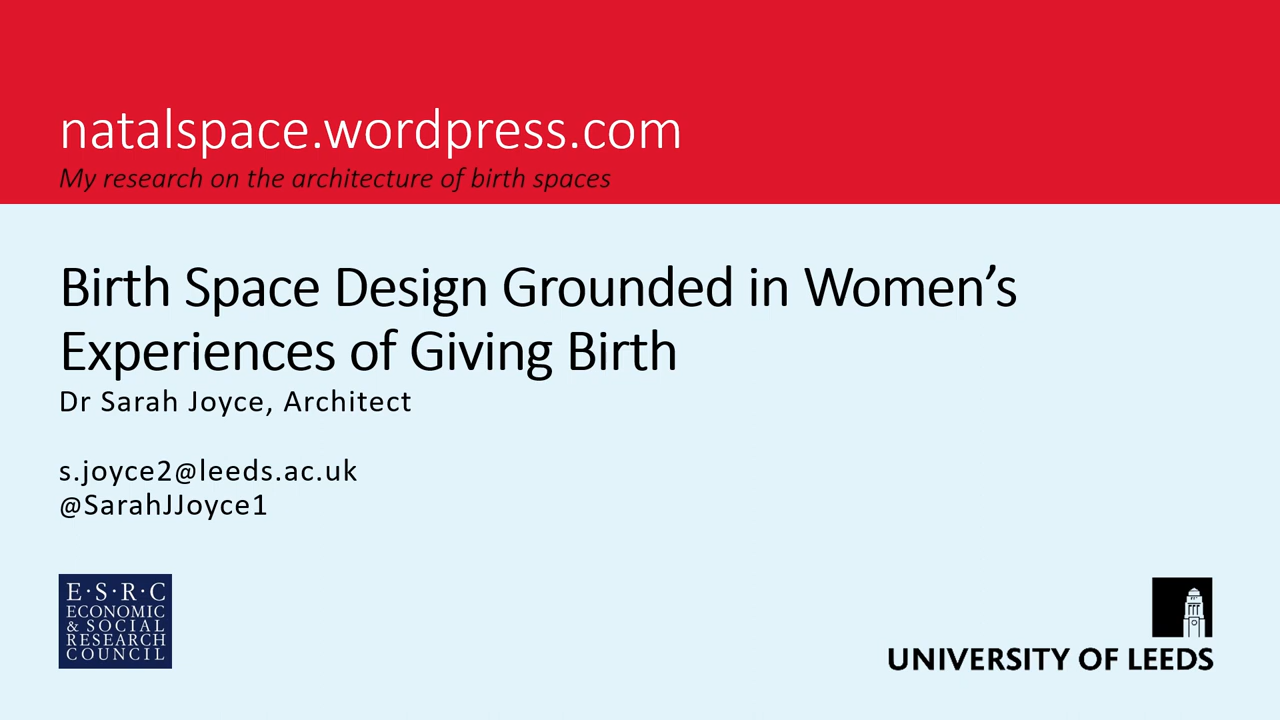 natalspace.wordpress.com
My research on the architecture of birth spaces
Birth Space Design Grounded in Women’s
Experiences of Giving Birth
Dr Sarah Joyce, Architect
s.joyce2@leeds.ac.uk
@SarahJJoyce1
E·S·R·C
ECONOMIC
& SOCIAL
RESEARCH
COUNCIL
UNIVERSITY OF LEEDS